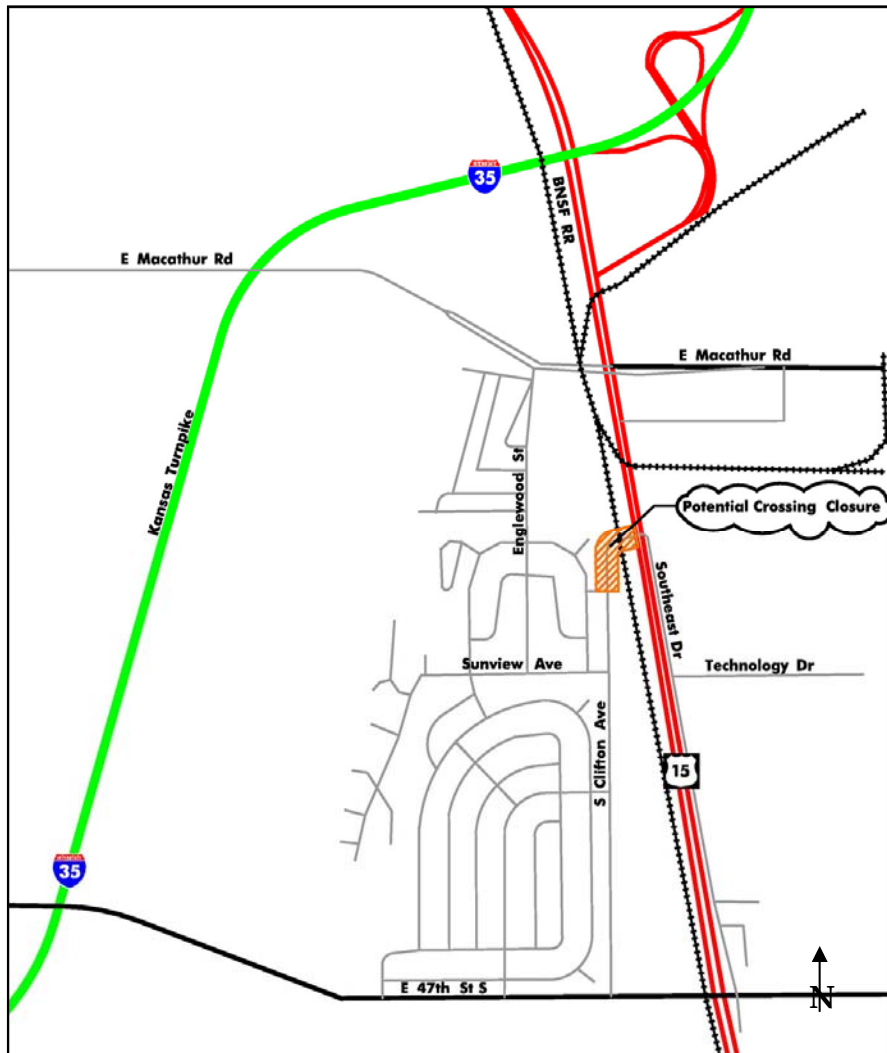 35
BNSF RR
E Macathur Rd
E Macathur Rd
Kansas Turnpike
Englewood St
Potential Crossing Closure
Southeast Dr
Sunview Ave
Technology Dr
S Clifton Ave
15
35
E 47th St S
N